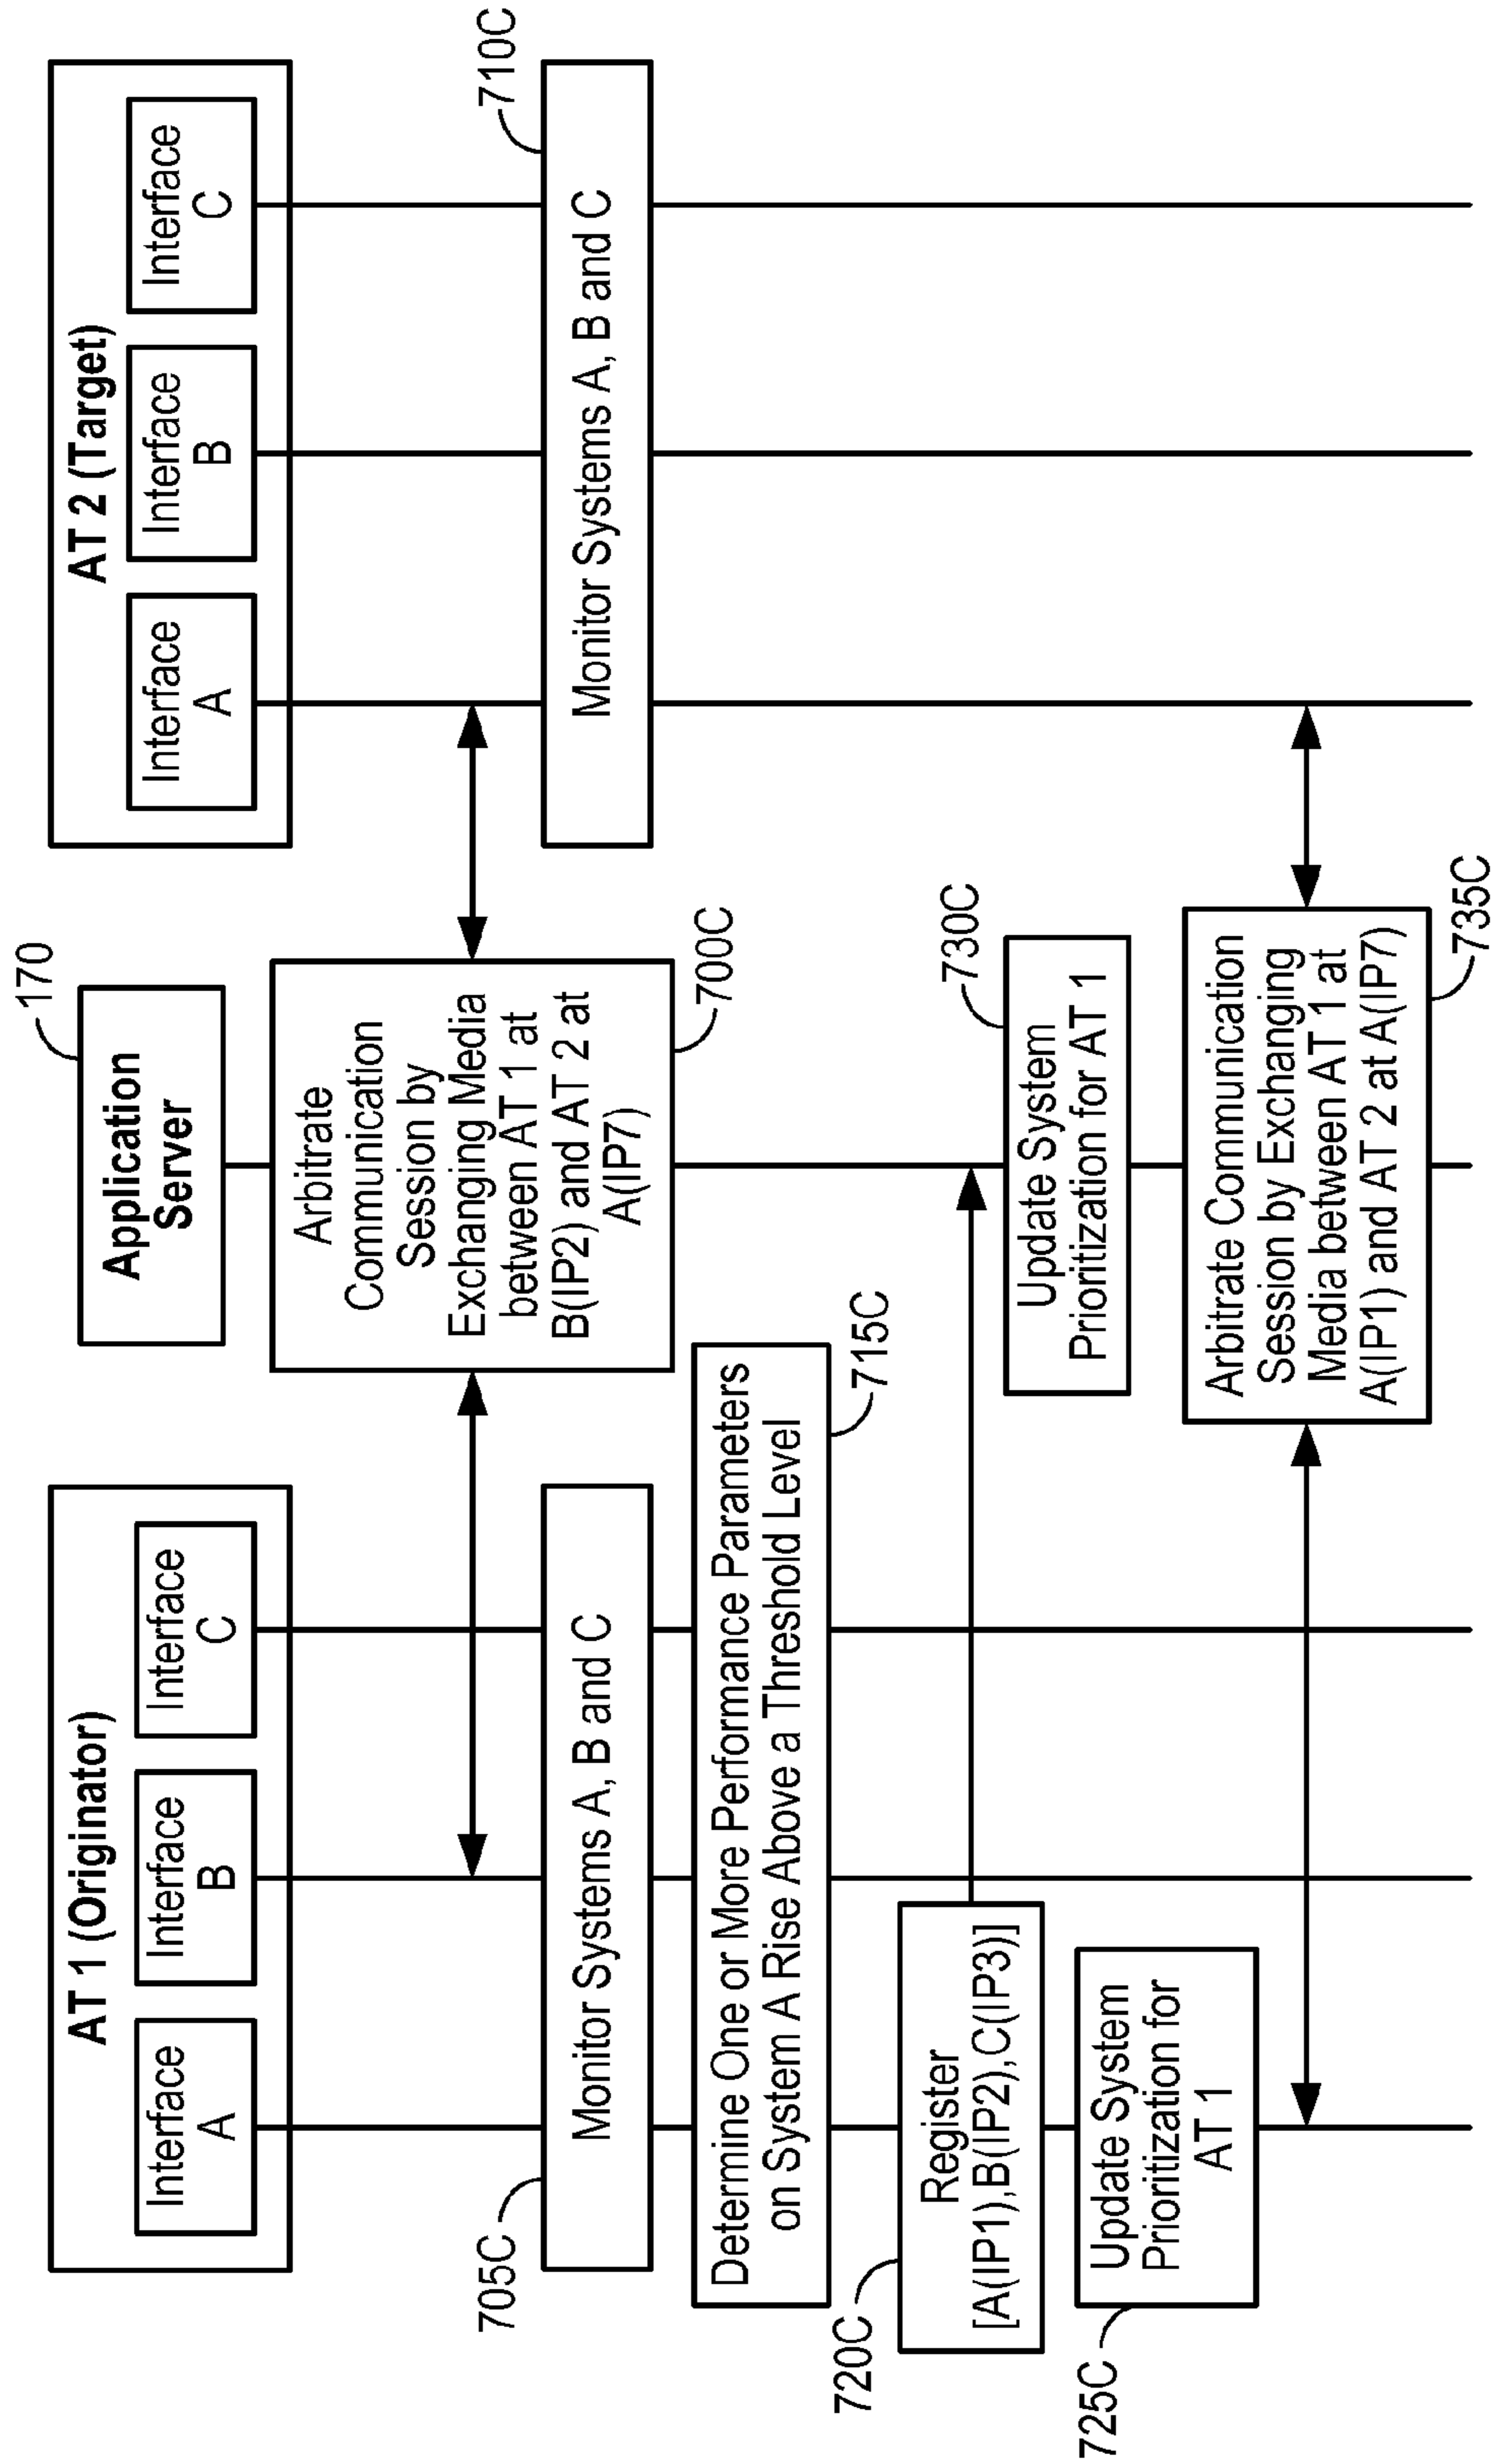 AT 1 (Originator)
Interface
A
Interface
B
Interface
C
Application
Server
170
AT 2 (Target)
Interface
A
Interface
B
Interface
C
Arbitrate
Communication
Session by
Exchanging Media
between AT 1 at
B(IP2) and AT 2 at
A(IP7)
700C
705C
Monitor Systems A, B and C
Monitor Systems A, B and C
710C
Determine One or More Performance Parameters
on System A Rise Above a Threshold Level
715C
720C
Register
[A(IP1),B(IP2),C(IP3)]
725C
Update System
Prioritization for
AT 1
Update System
Prioritization for AT 1
730C
Arbitrate Communication
Session by Exchanging
Media between AT 1 at
A(IP1) and AT 2 at A(IP7)
735C